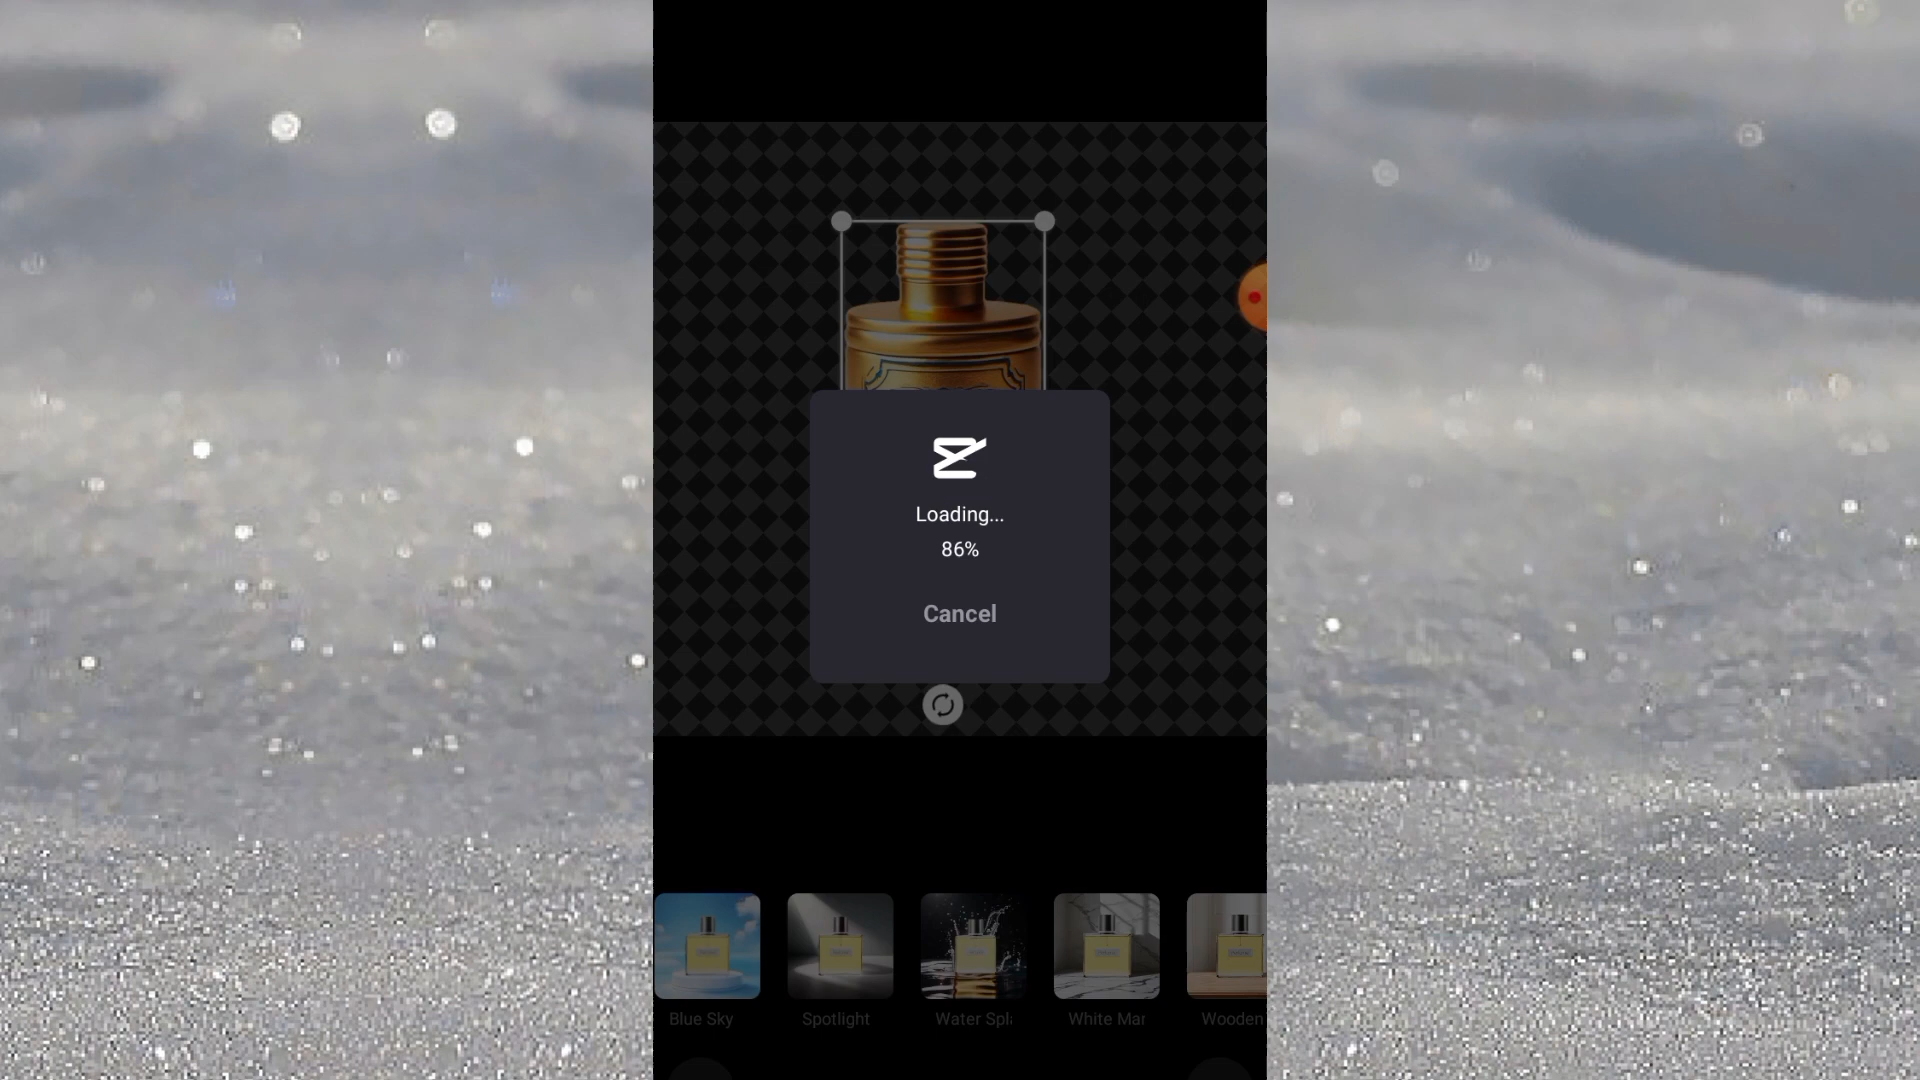 Loading...
86%
Cancel
Blue Sky
Spotlight
Water Spl
White Mar
Wooden